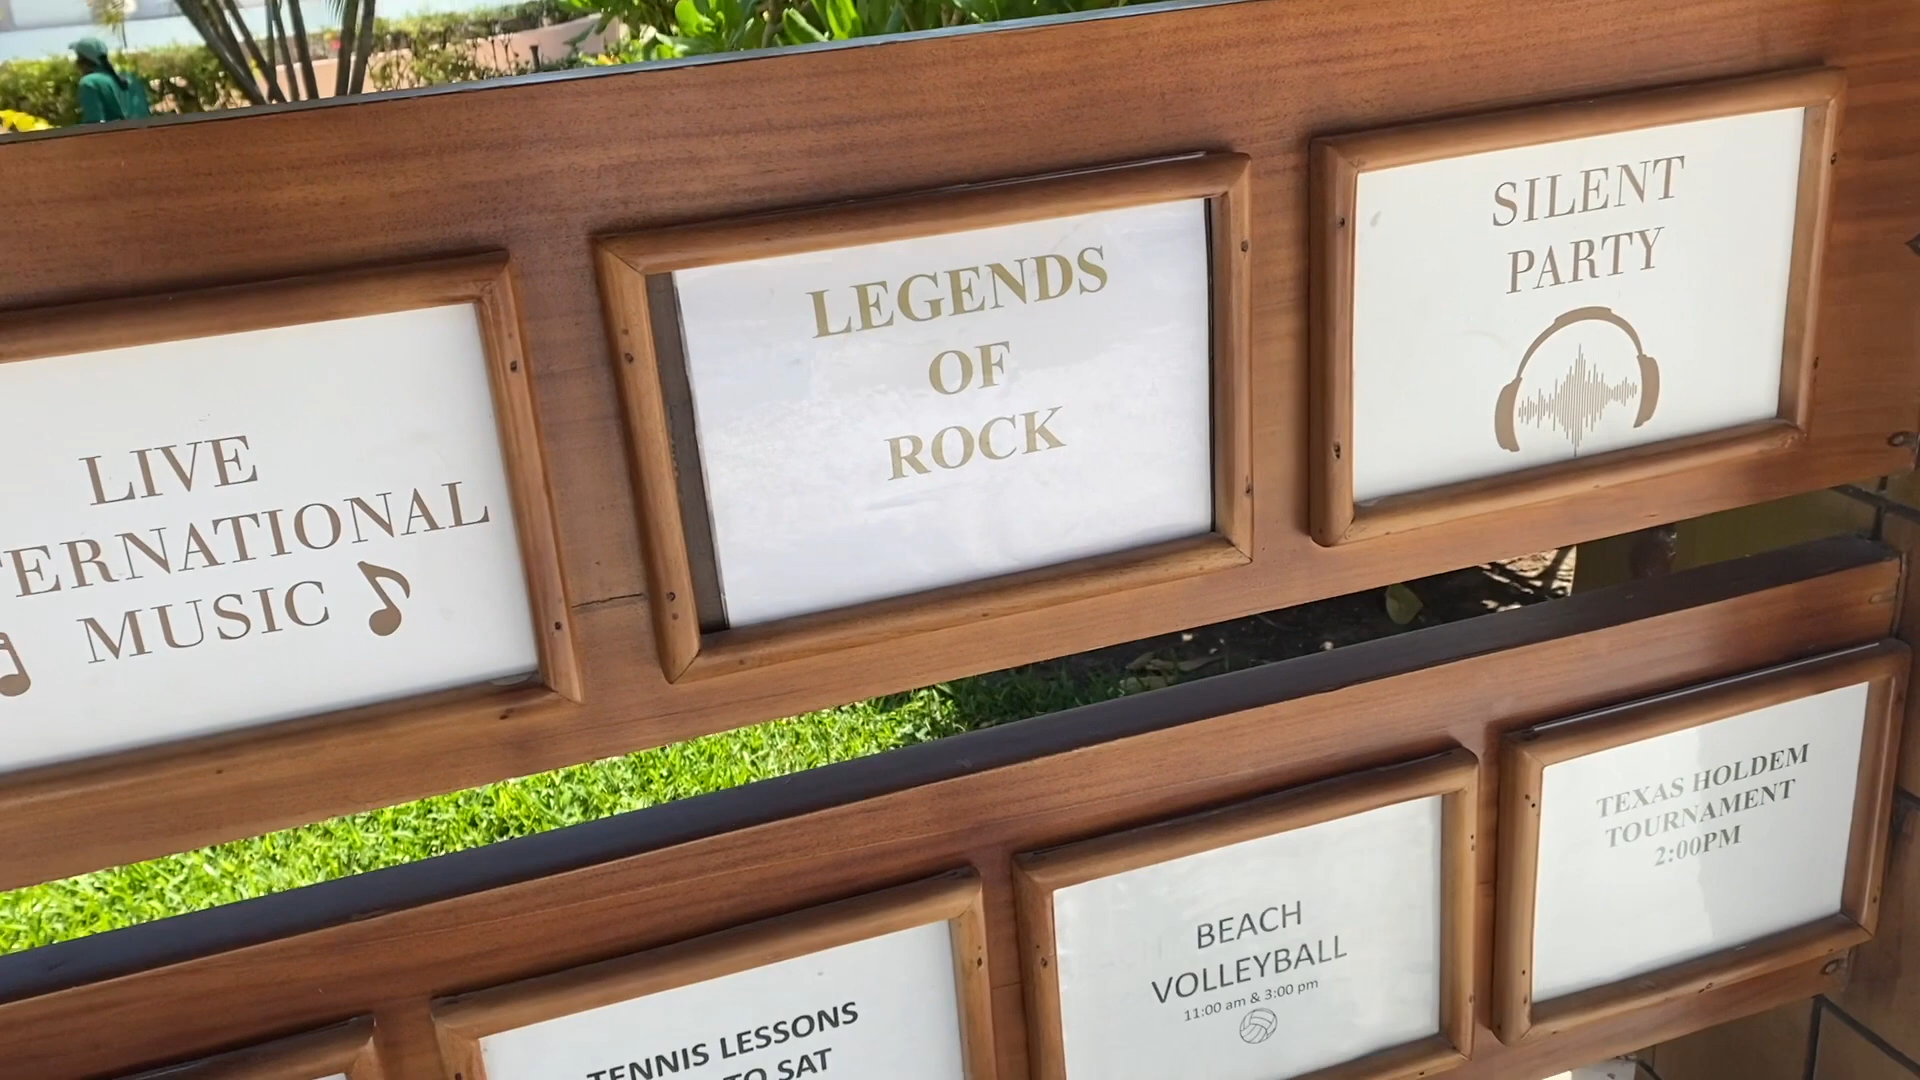 LIVE
MUSIC
LEGENDS
OF
ROCK
SILENT
PARTY
TENNIS LESSONS
TO SAT
BEACH
VOLLEYBALL
11:00 am & 3:00 pm
TEXAS HOLDEM
TOURNAMENT
2:00PM